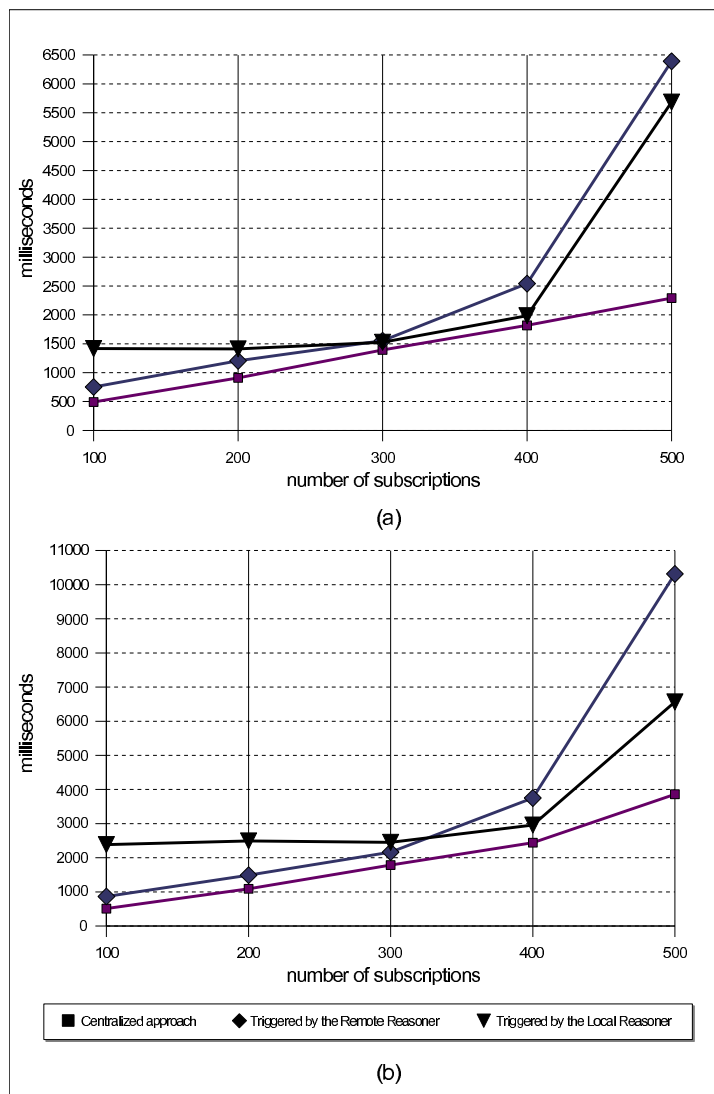 6500
6000
5500
5000
4500
4000
3500
3000
2500
2000
1500
1000
500
0
milliseconds
100 200 300 400 500
number of subscriptions
(a)
11000
10000
9000
8000
7000
6000
5000
4000
3000
2000
1000
0
milliseconds
100 200 300 400 500
number of subscriptions
Centralized approach Triggered by the Remote Reasoner Triggered by the Local Reasoner
(b)